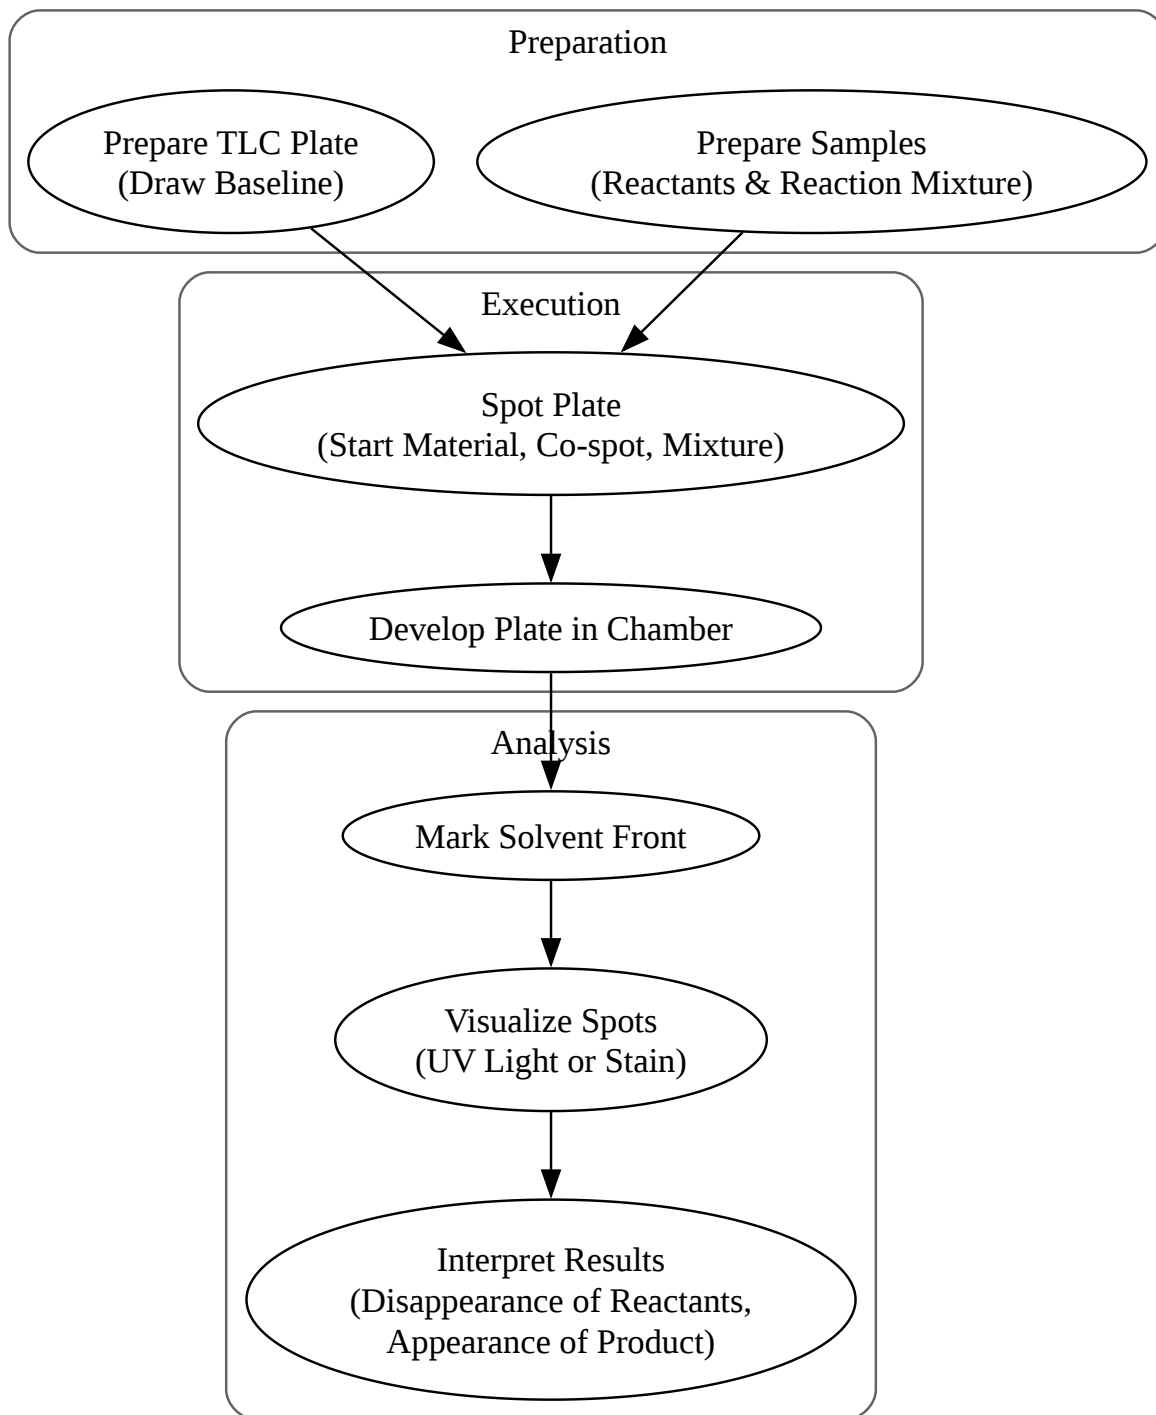 Preparation
Prepare TLC Plate
(Draw Baseline)
Prepare Samples
(Reactants & Reaction Mixture)
Execution
Spot Plate
(Start Material, Co-spot, Mixture)
Develop Plate in Chamber
Analysis
Mark Solvent Front
Visualize Spots
(UV Light or Stain)
Interpret Results
(Disappearance of Reactants,
Appearance of Product)